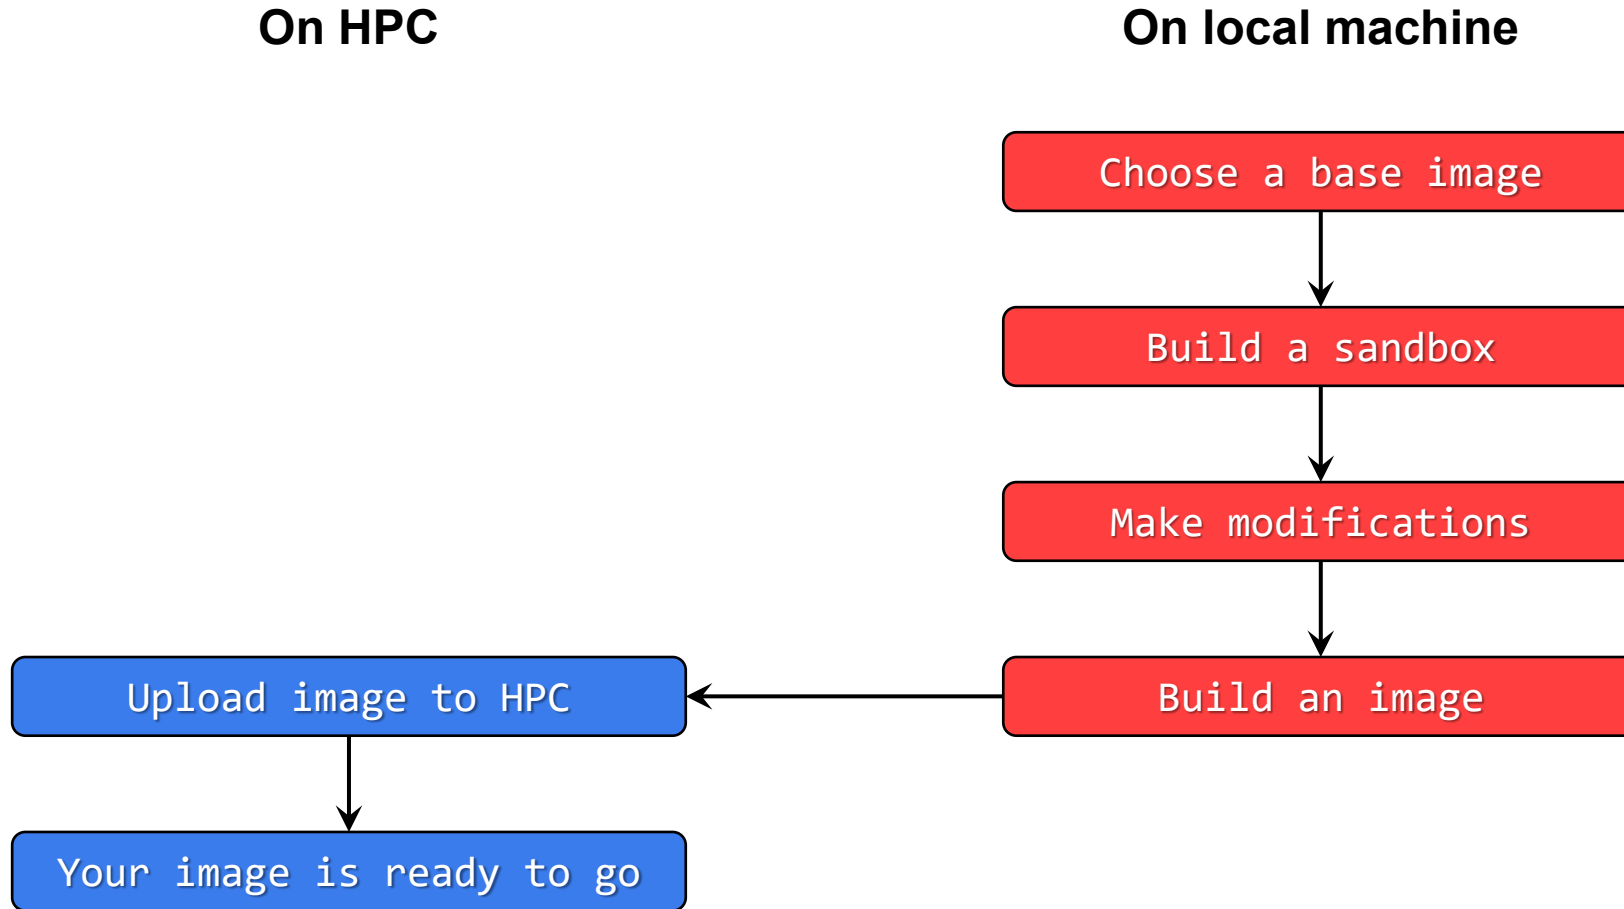 On HPC
On local machine
Choose a base image
Build a sandbox
Make modifications
Build an image
Upload image to HPC
Your image is ready to go